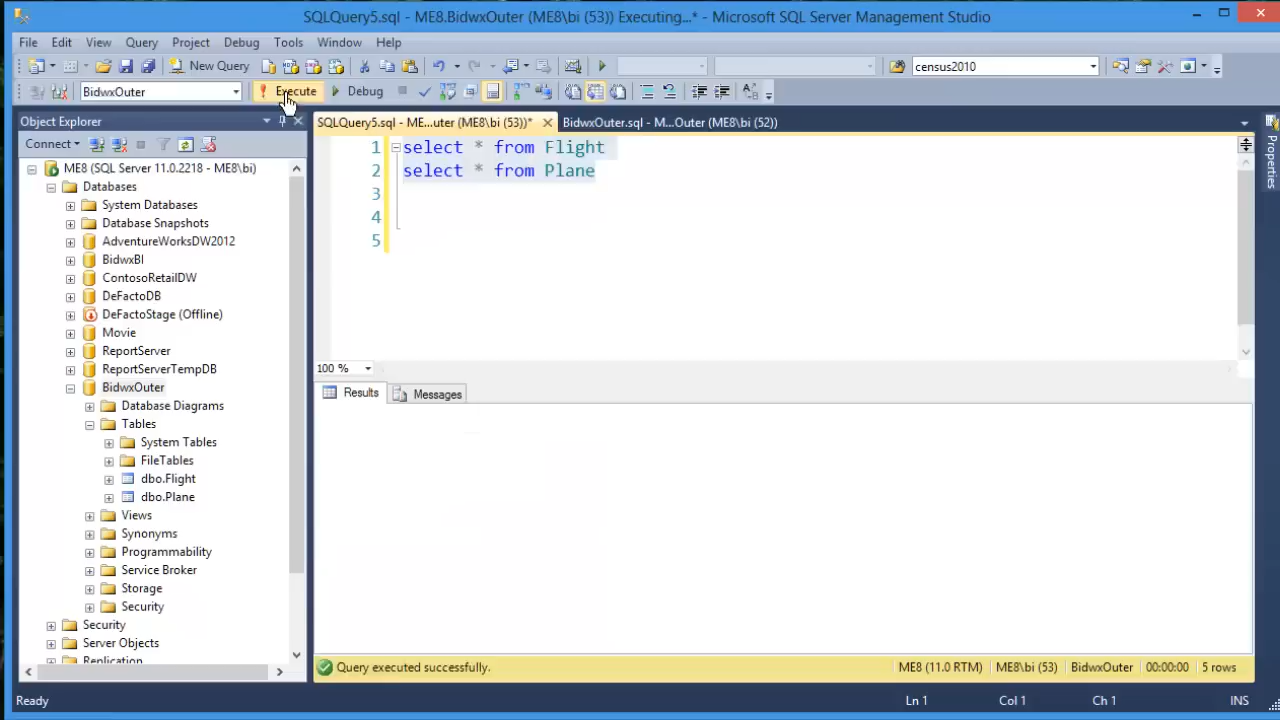 SQLQuery5.sql - ME8.BidwxOuter (ME8\bi (53)) Executing...* - Microsoft SQL Server Management Studio
File Edit View Query Project Debug Tools Window Help
New Query census2010
BidwxOuter Execute Debug
Object Explorer
Connect
ME8 (SQL Server 11.0.2218 - ME8\bi)
Databases
System Databases
Database Snapshots
AdventureWorksDW2012
BidwxBI
ContosoRetailDW
DeFactoDB
DeFactoStage (Offline)
Movie
ReportServer
ReportServerTempDB
BidwxOuter
Database Diagrams
Tables
System Tables
FileTables
dbo.Flight
dbo.Plane
Views
Synonyms
Programmability
Service Broker
Storage
Security
Security
Server Objects
Replication
SQLQuery5.sql - ME...uter (ME8\bi (53))* BidwxOuter.sql - M...Outer (ME8\bi (52))
1 select * from Flight
2 select * from Plane
3
4
5
100 %
Results Messages
Query executed successfully. ME8 (11.0 RTM) ME8\bi (53) BidwxOuter 00:00:00 5 rows
Properties
Ready Ln 1 Col 1 Ch 1 INS